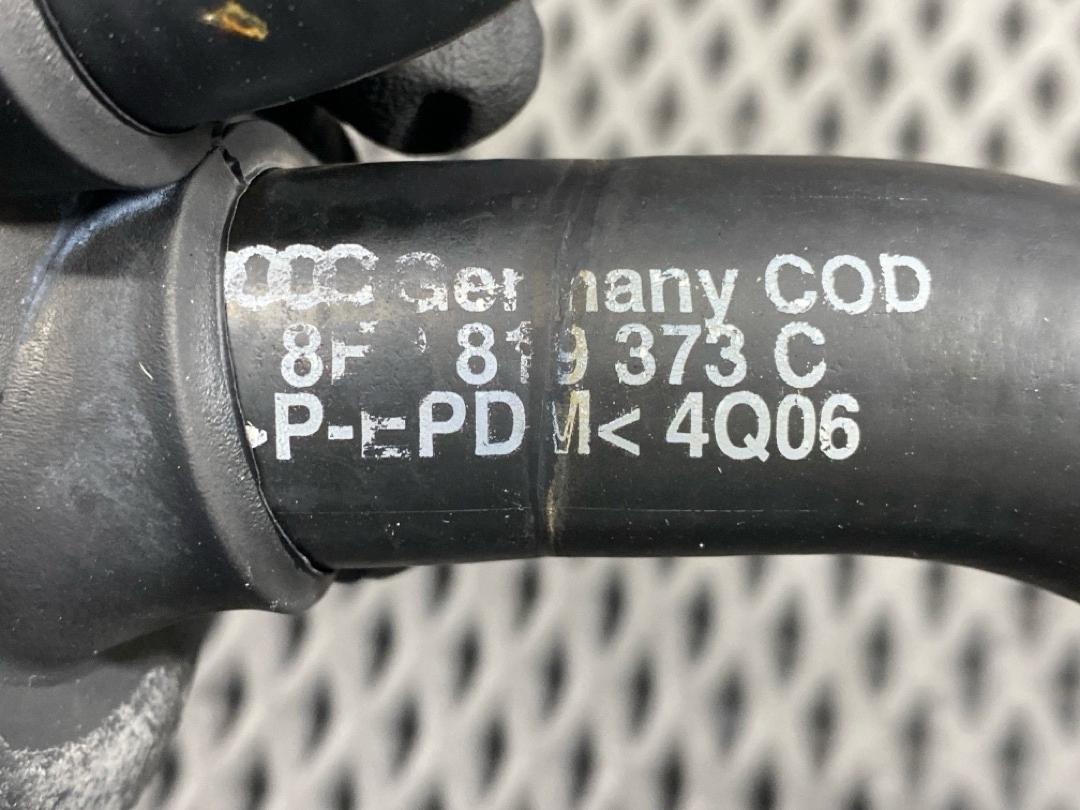 Germany COD
819 373 C
>P-EPDM< 4Q06